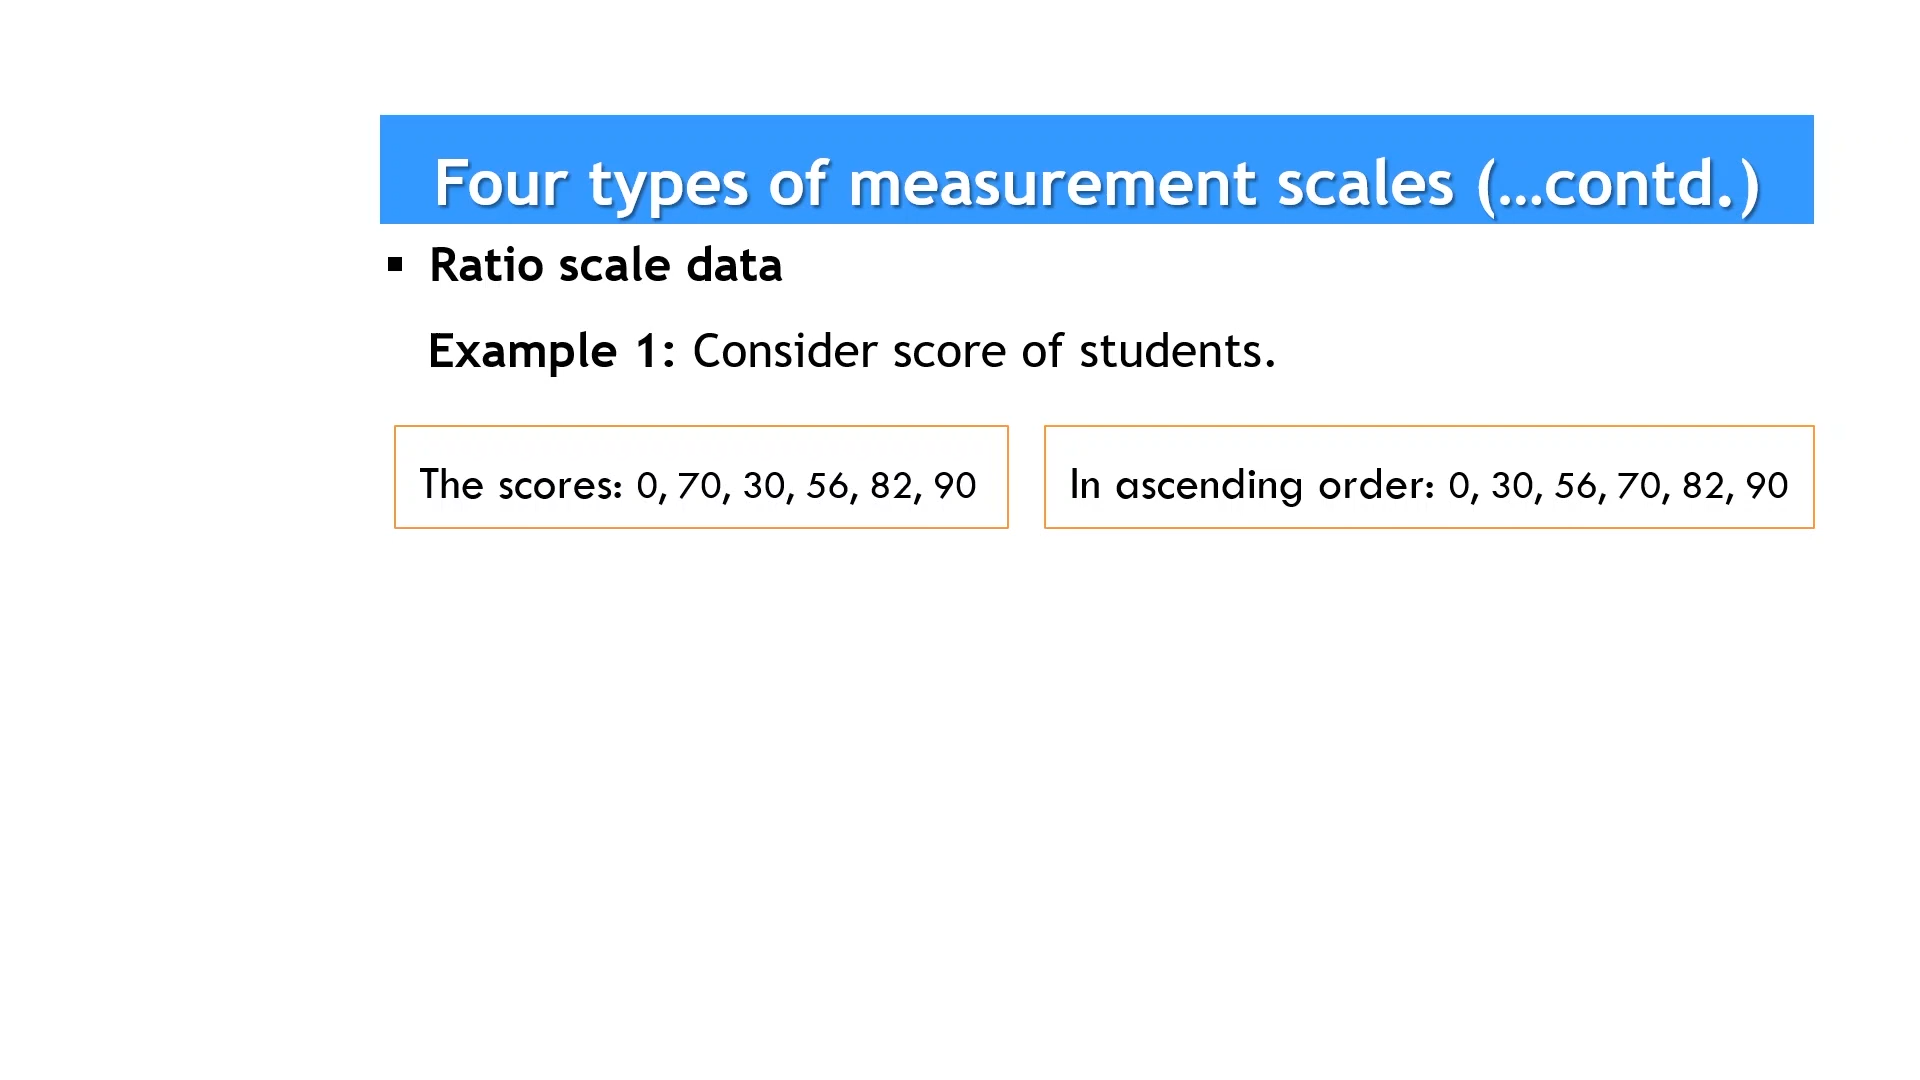 Four types of measurement scales (...contd.)
▪ Ratio scale data
Example 1: Consider score of students.
The scores: 0, 70, 30, 56, 82, 90
In ascending order: 0, 30, 56, 70, 82, 90